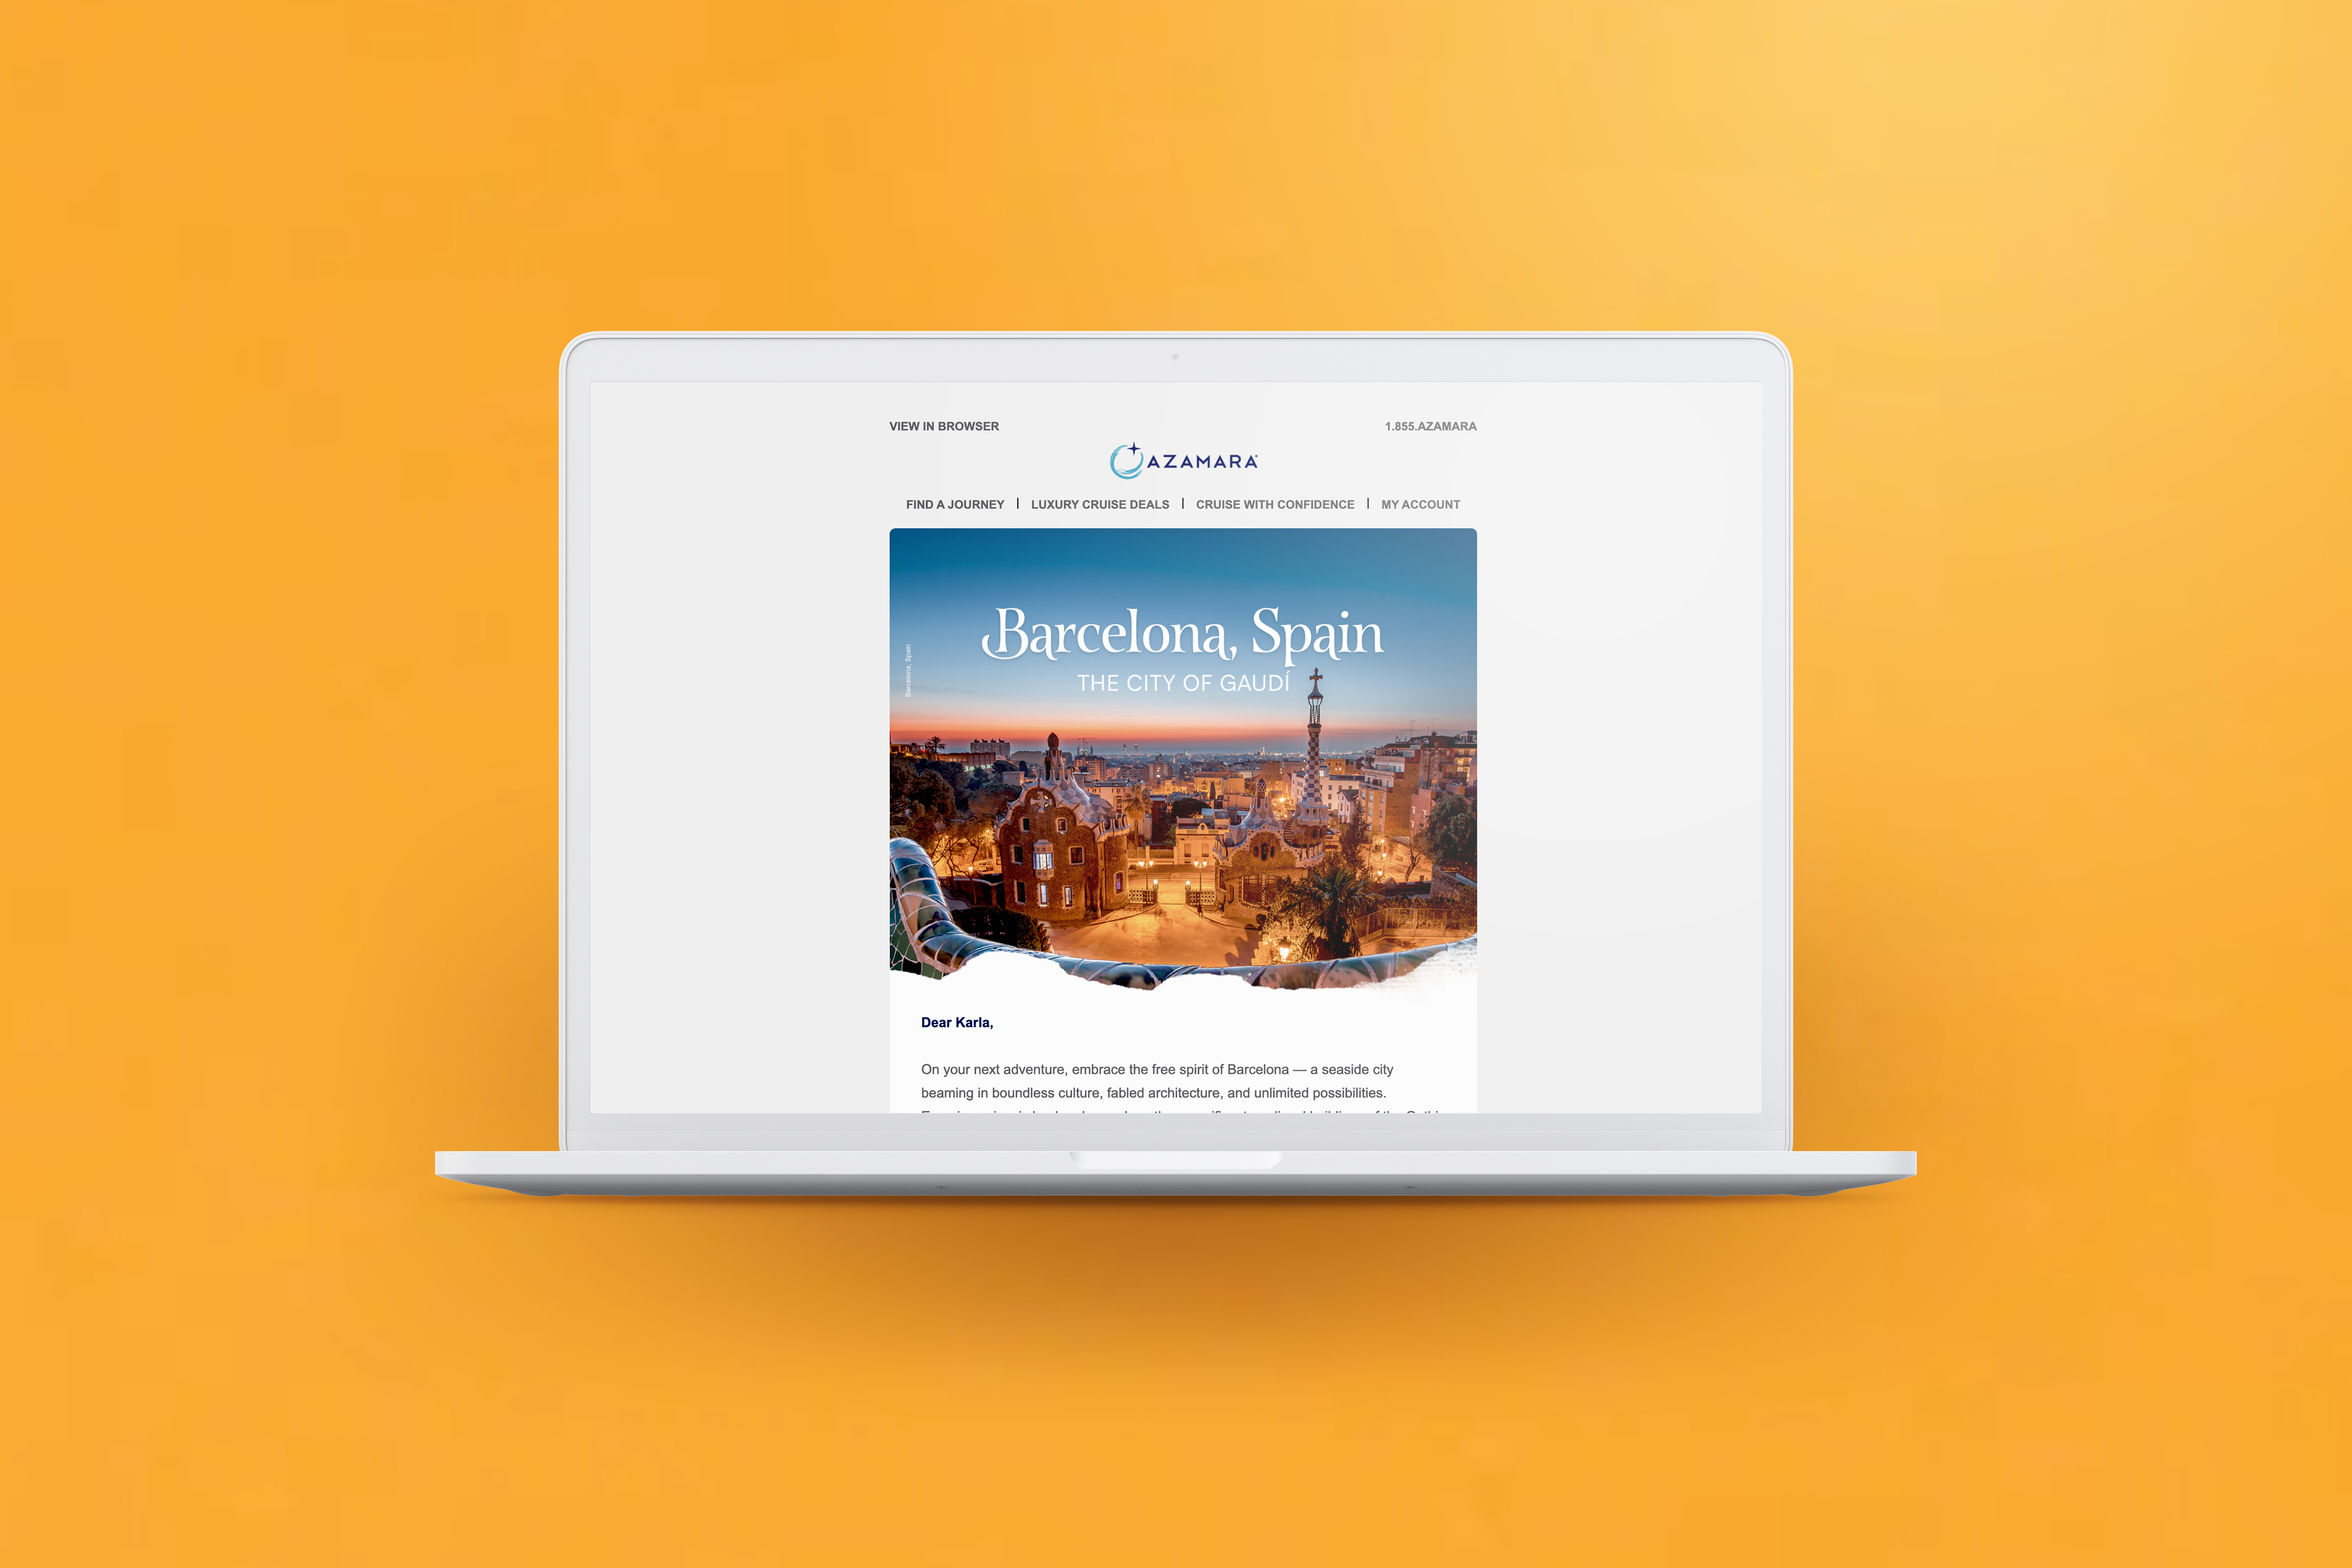 VIEW IN BROWSER
1.855.AZAMARA
AZAMARA
FIND A JOURNEY | LUXURY CRUISE DEALS | CRUISE WITH CONFIDENCE | MY ACCOUNT
Barcelona, Spain
THE CITY OF GAUDÍ
Barcelona, Spain
Dear Karla,
On your next adventure, embrace the free spirit of Barcelona — a seaside city
beaming in boundless culture, fabled architecture, and unlimited possibilities.